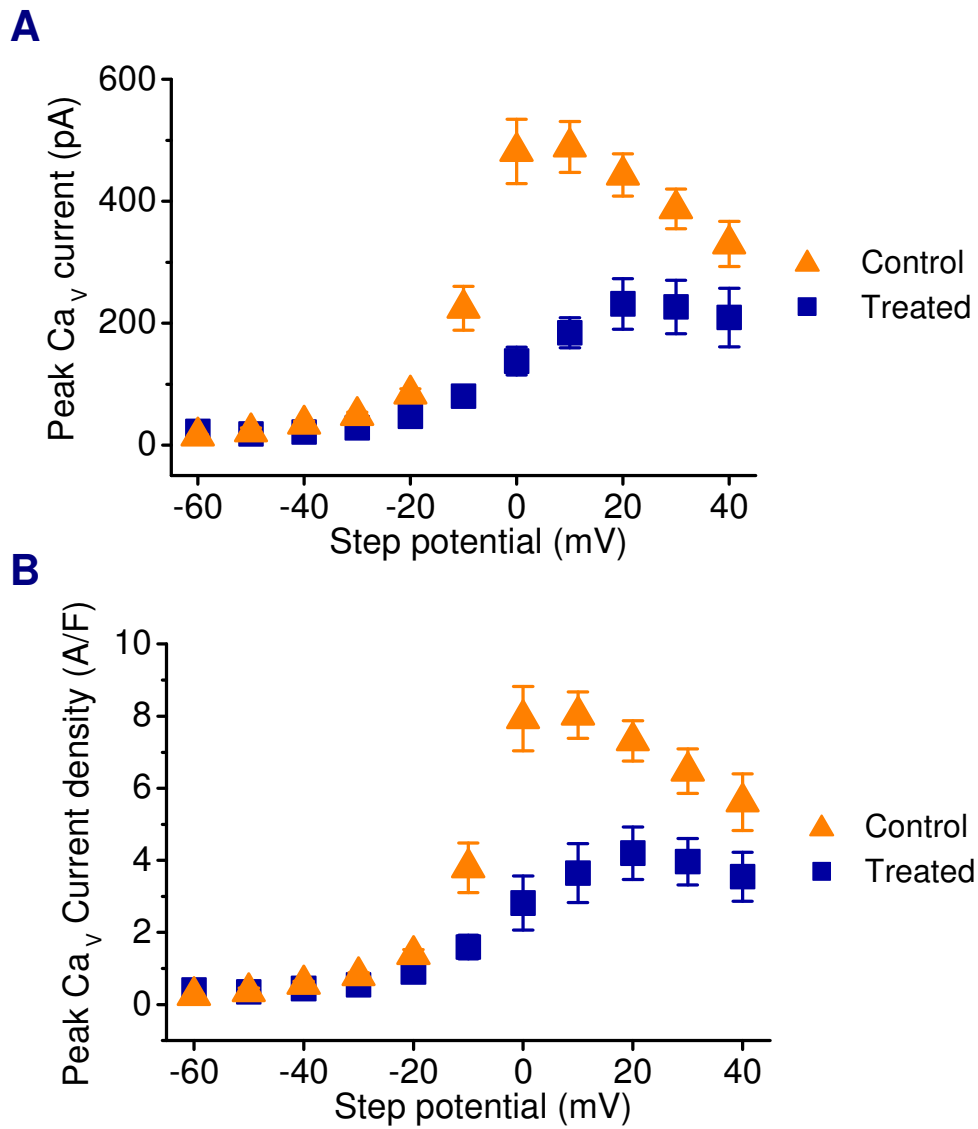 A
Peak Ca v current (pA)
600
400
200
0
-60 -40 -20 0 20 40
Step potential (mV)
Control
Treated
B
Peak Ca v Current density (A/F)
10
8
6
4
2
0
-60 -40 -20 0 20 40
Step potential (mV)
Control
Treated